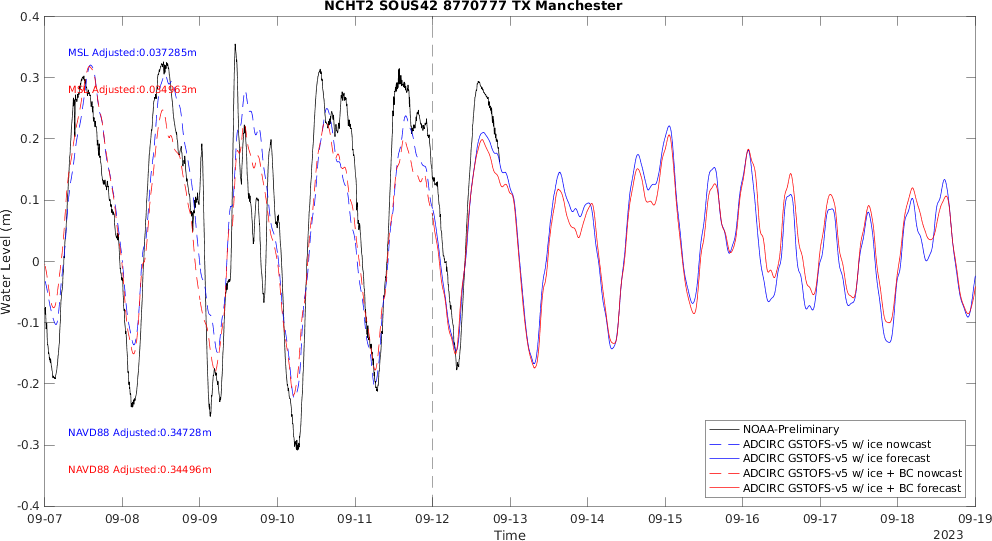 NCHT2 SOUS42 8770777 TX Manchester
0.4
0.3
0.2
0.1
0
-0.1
-0.2
-0.3
-0.4
Water Level (m)
MSL Adjusted:0.037285m
MSL Adjusted:0.034963m
NAVD88 Adjusted:0.34728m
NAVD88 Adjusted:0.34496m
NOAA-Preliminary
ADCIRC GSTOFS-v5 w/ ice nowcast
ADCIRC GSTOFS-v5 w/ ice forecast
ADCIRC GSTOFS-v5 w/ ice + BC nowcast
ADCIRC GSTOFS-v5 w/ ice + BC forecast
09-07 09-08 09-09 09-10 09-11 09-12 09-13 09-14 09-15 09-16 09-17 09-18 09-19
Time
2023